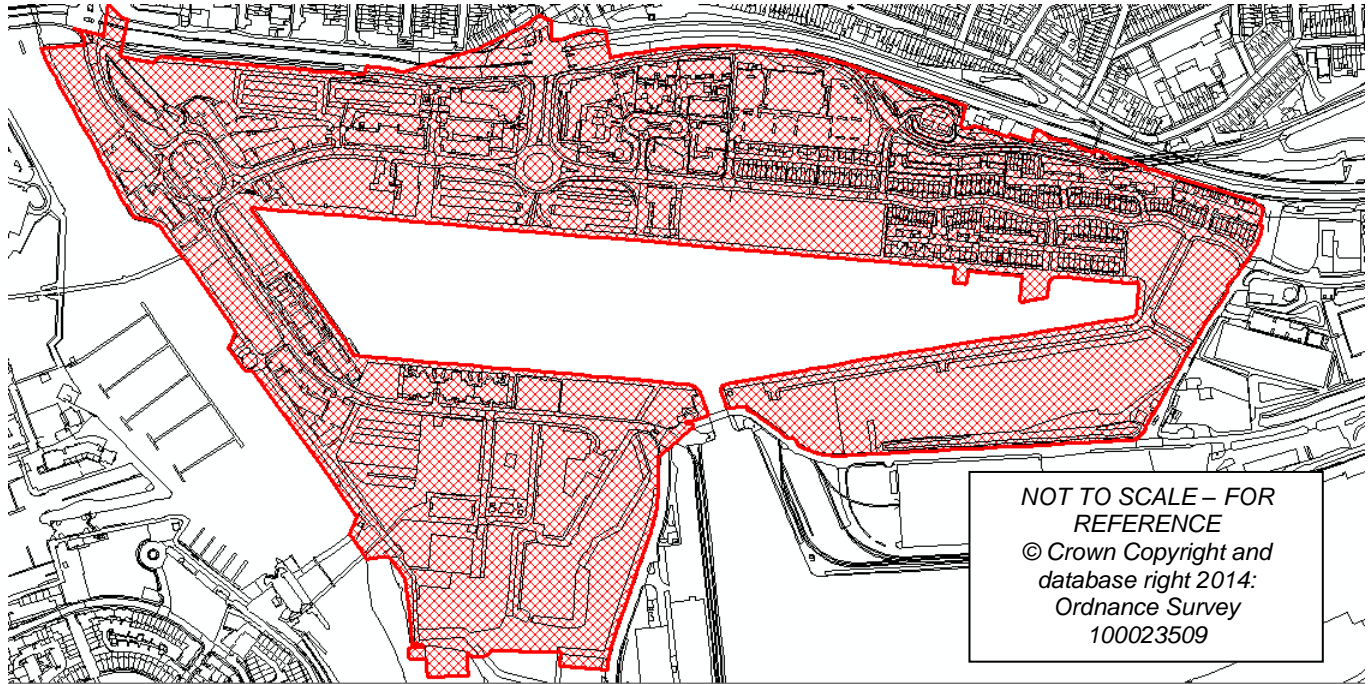 NOT TO SCALE – FOR
REFERENCE
© Crown Copyright and
database right 2014:
Ordnance Survey
100023509